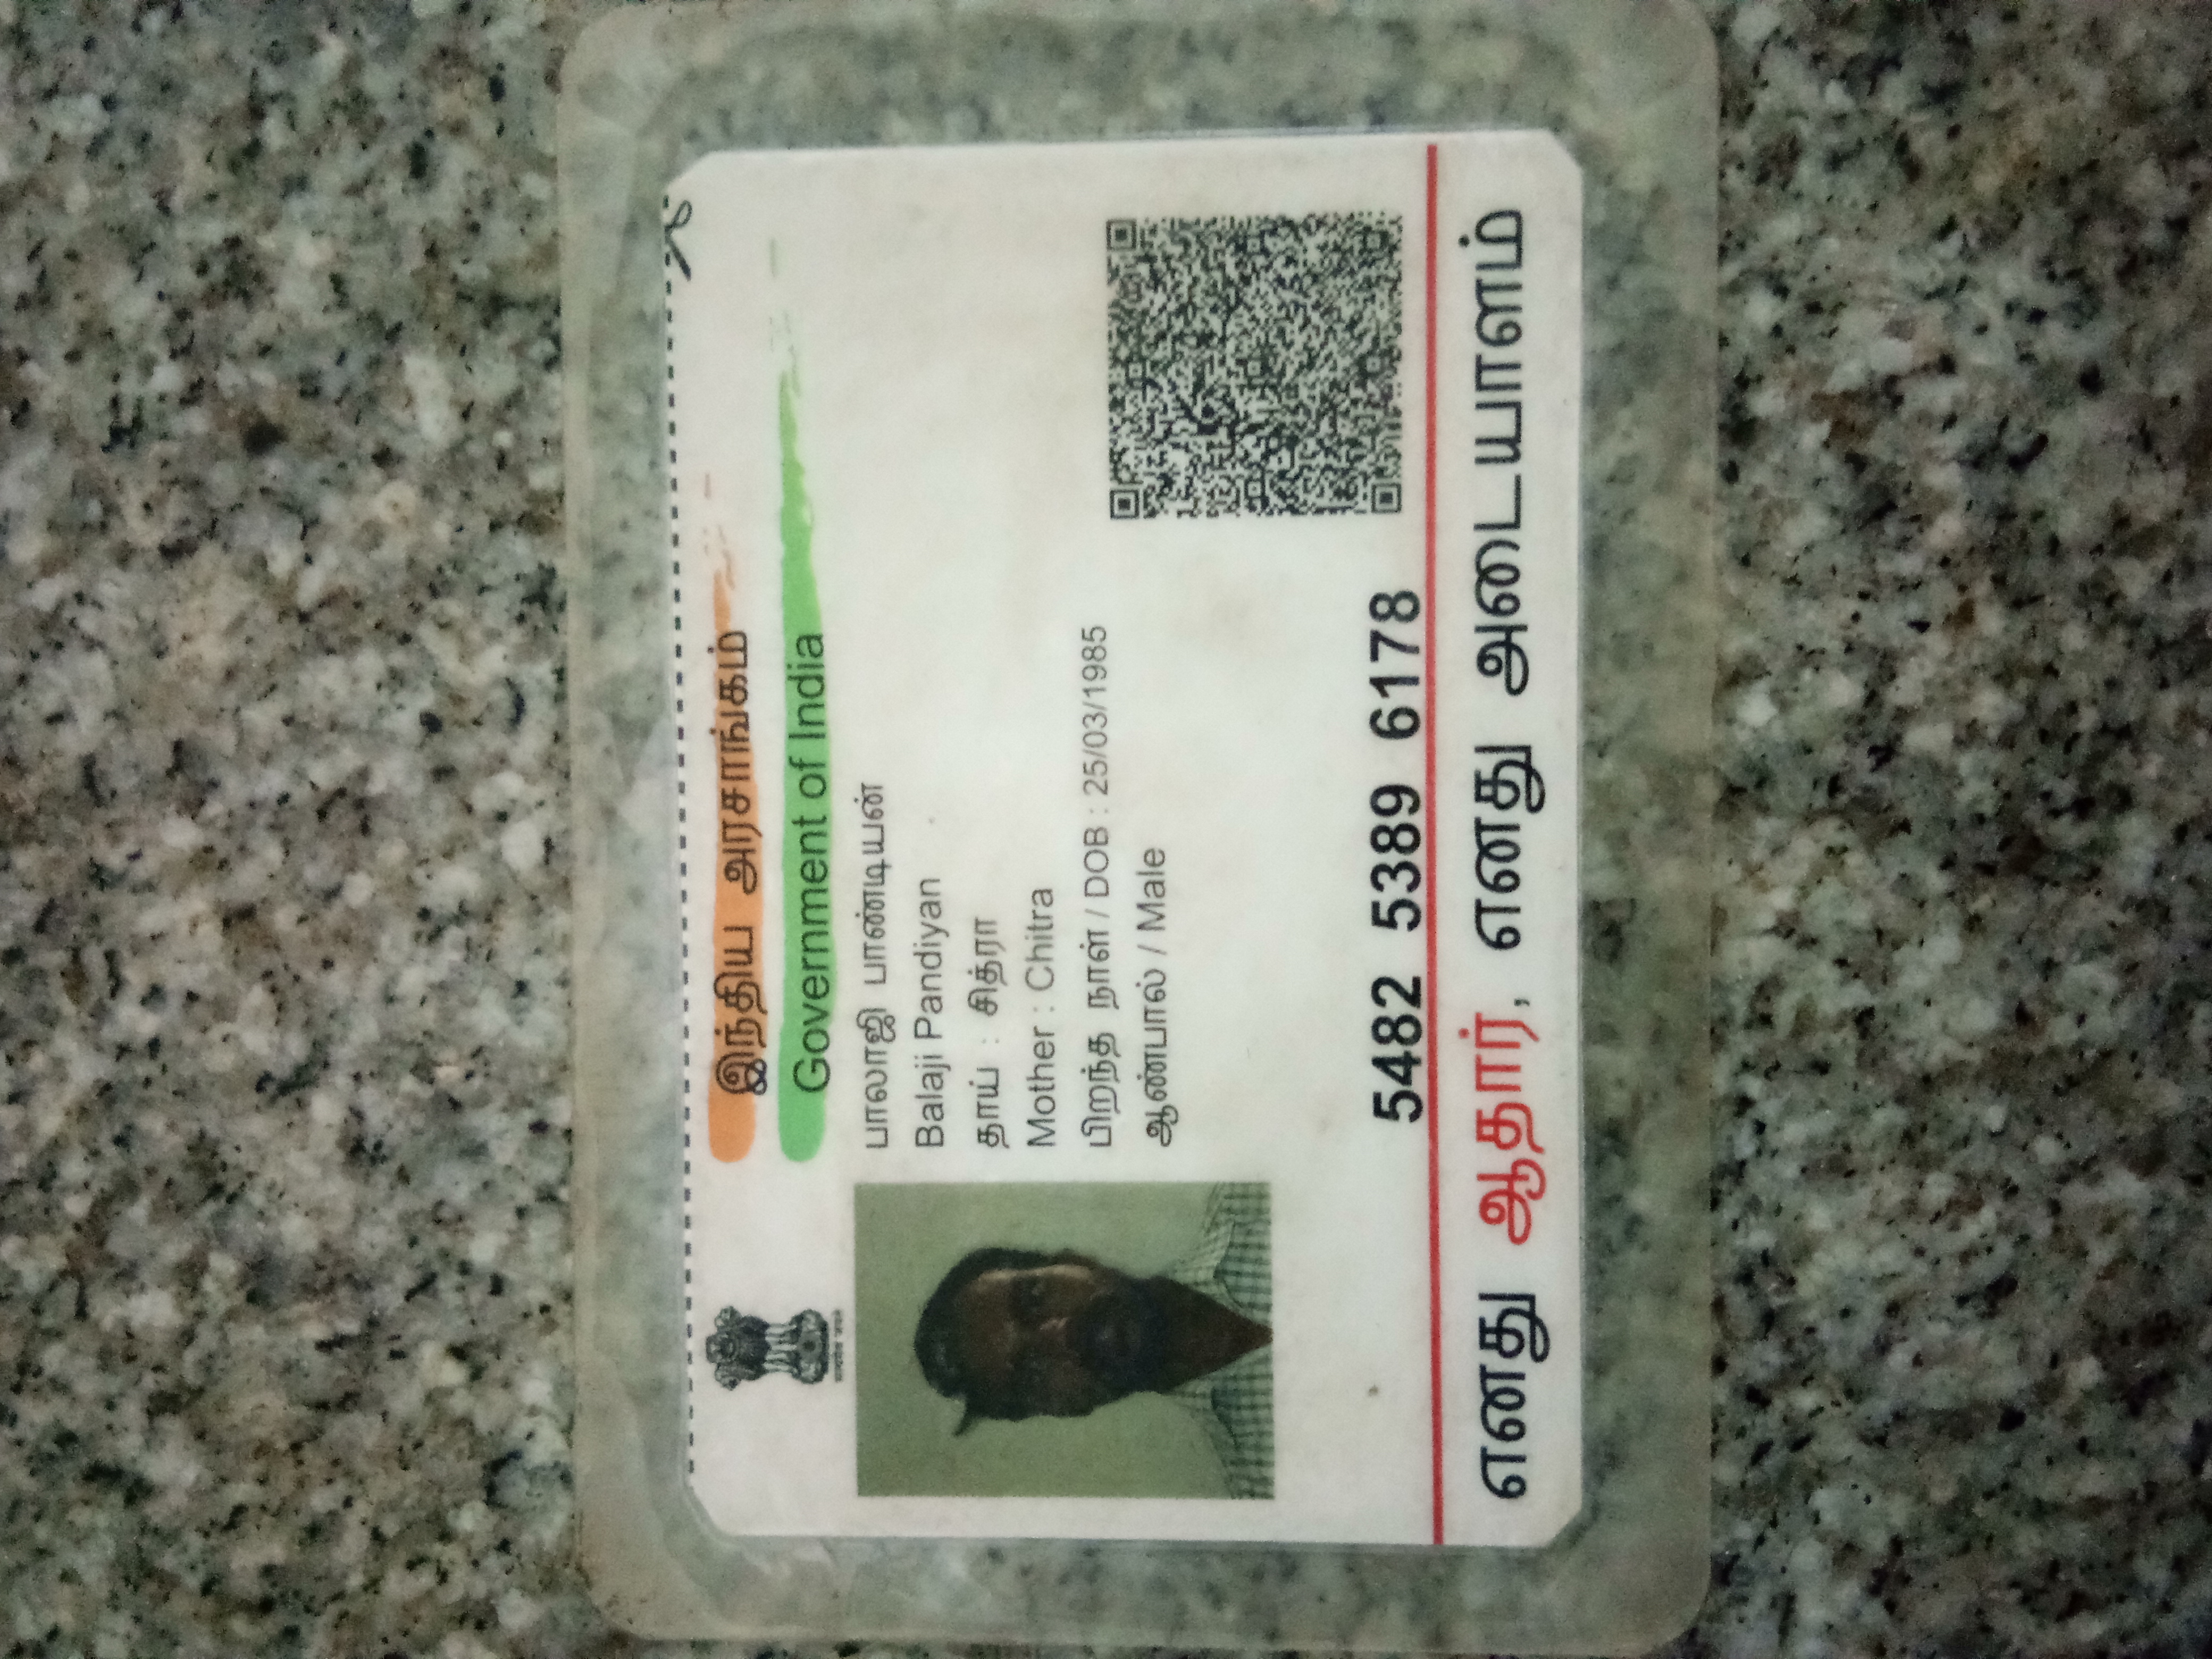 இந்திய அரசாங்கம்
Government of India
பாலாஜி பாண்டியன்
Balaji Pandiyan
தாய் : சித்ரா
Mother : Chitra
பிறந்த நாள் / DOB : 25/03/1985
ஆண்பால் / Male
5482 5389 6178
எனது ஆதார், எனது அடையாளம்